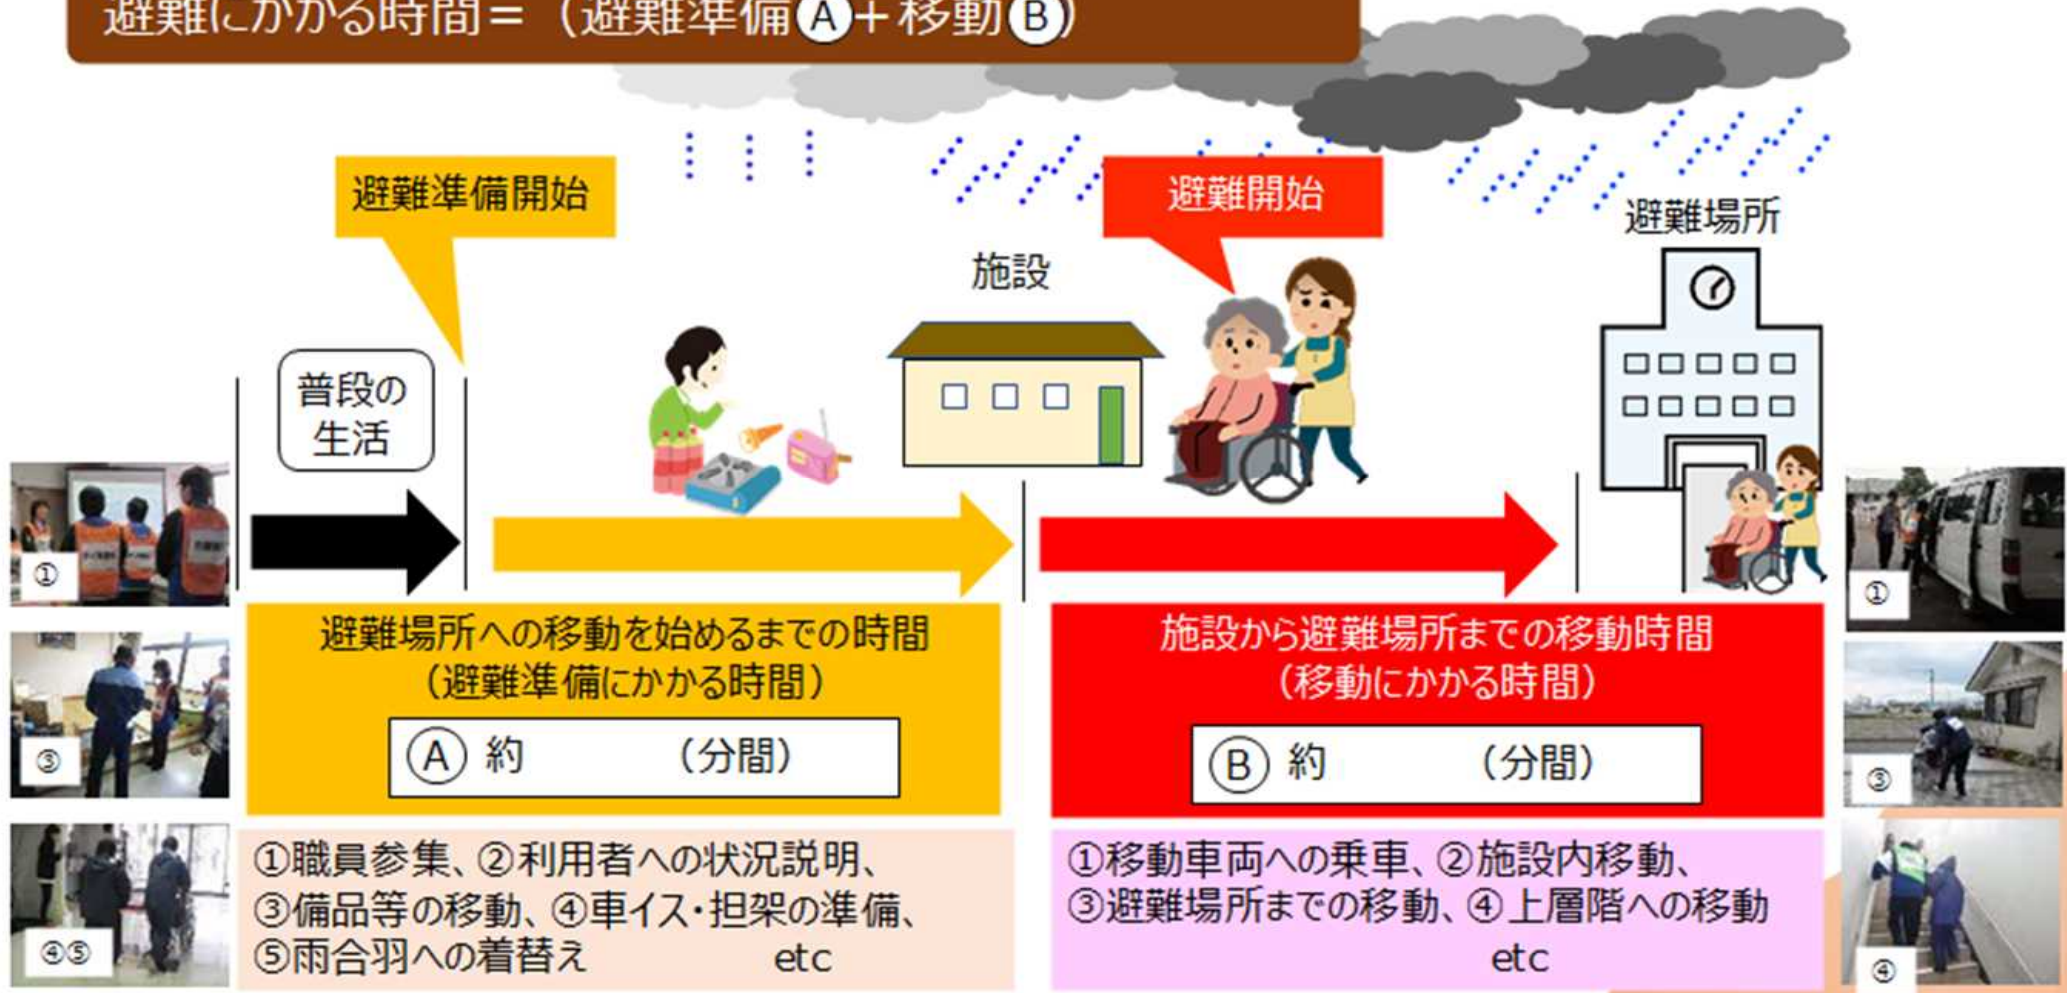 避難にかかる時間＝（避難準備Ⓐ＋移動Ⓑ）
避難準備開始
避難開始
避難場所
施設
普段の
生活
①
③
④⑤
避難場所への移動を始めるまでの時間
（避難準備にかかる時間）
Ⓐ 約　　　（分間）
①職員参集、②利用者への状況説明、
③備品等の移動、④車イス・担架の準備、
⑤雨合羽への着替え　　　etc
施設から避難場所までの移動時間
（移動にかかる時間）
Ⓑ 約　　　（分間）
①移動車両への乗車、②施設内移動、
③避難場所までの移動、④上層階への移動
etc
①
③
④